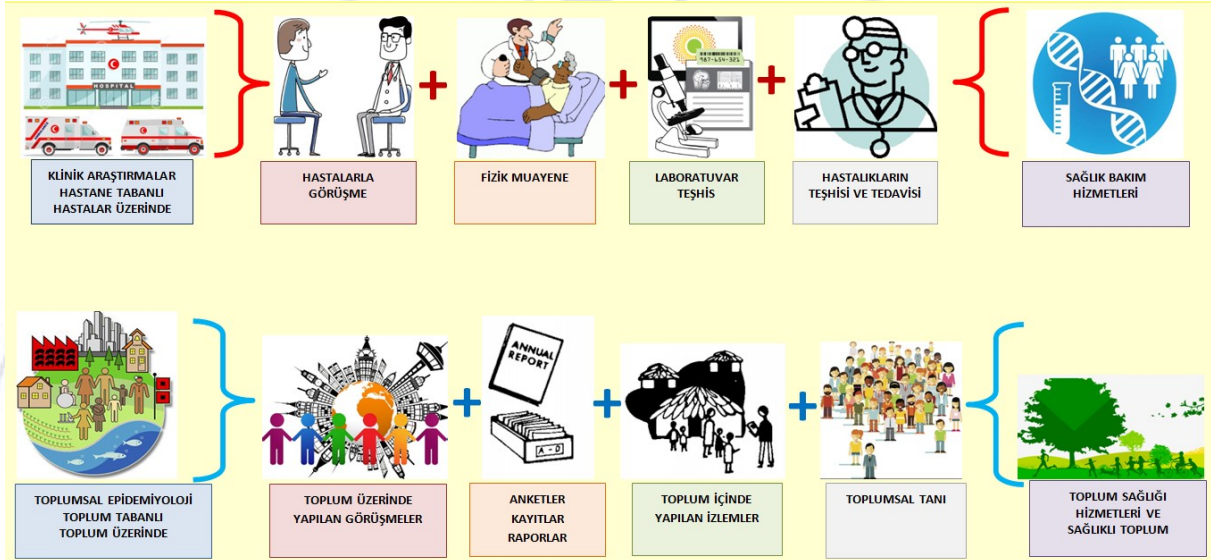 HOSPITAL
987-654-321
KLİNİK ARAŞTIRMALAR
HASTANE TABANLI
HASTALAR ÜZERİNDE
HASTALARLA
GÖRÜŞME
FİZİK MUAYENE
LABORATUVAR
TEŞHİS
HASTALIKLARIN
TEŞHİSİ VE TEDAVİSİ
SAĞLIK BAKIM
HİZMETLERİ
ANNUAL
REPORT
A - D
TOPLUMSAL EPİDEMİYOLOJİ
TOPLUM TABANLI
TOPLUM ÜZERİNDE
TOPLUM ÜZERİNDE
YAPILAN GÖRÜŞMELER
ANKETLER
KAYITLAR
RAPORLAR
TOPLUM İÇİNDE
YAPILAN İZLEMLER
TOPLUMSAL TANI
TOPLUM SAĞLIĞI
HİZMETLERİ VE
SAĞLIKLI TOPLUM